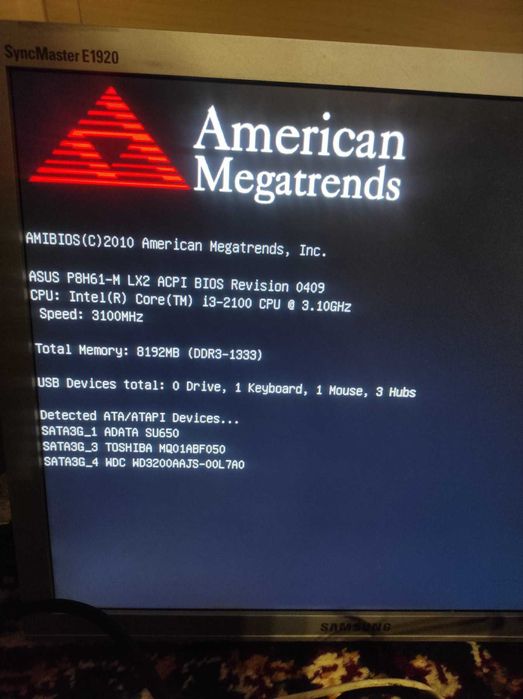 SyncMaster E1920
American
Megatrends
AMIBIOS(C)2010 American Megatrends, Inc.
ASUS P8H61-M LX2 ACPI BIOS Revision 0409
CPU: Intel(R) Core(TM) i3-2100 CPU @ 3.10GHz
Speed: 3100MHz
Total Memory: 8192MB (DDR3-1333)
USB Devices total: 0 Drive, 1 Keyboard, 1 Mouse, 3 Hubs
Detected ATA/ATAPI Devices...
SATA3G_1 ADATA SU650
SATA3G_3 TOSHIBA MQ01ABF050
SATA3G_4 WDC WD3200AAJS-00L7A0
SAMSUNG